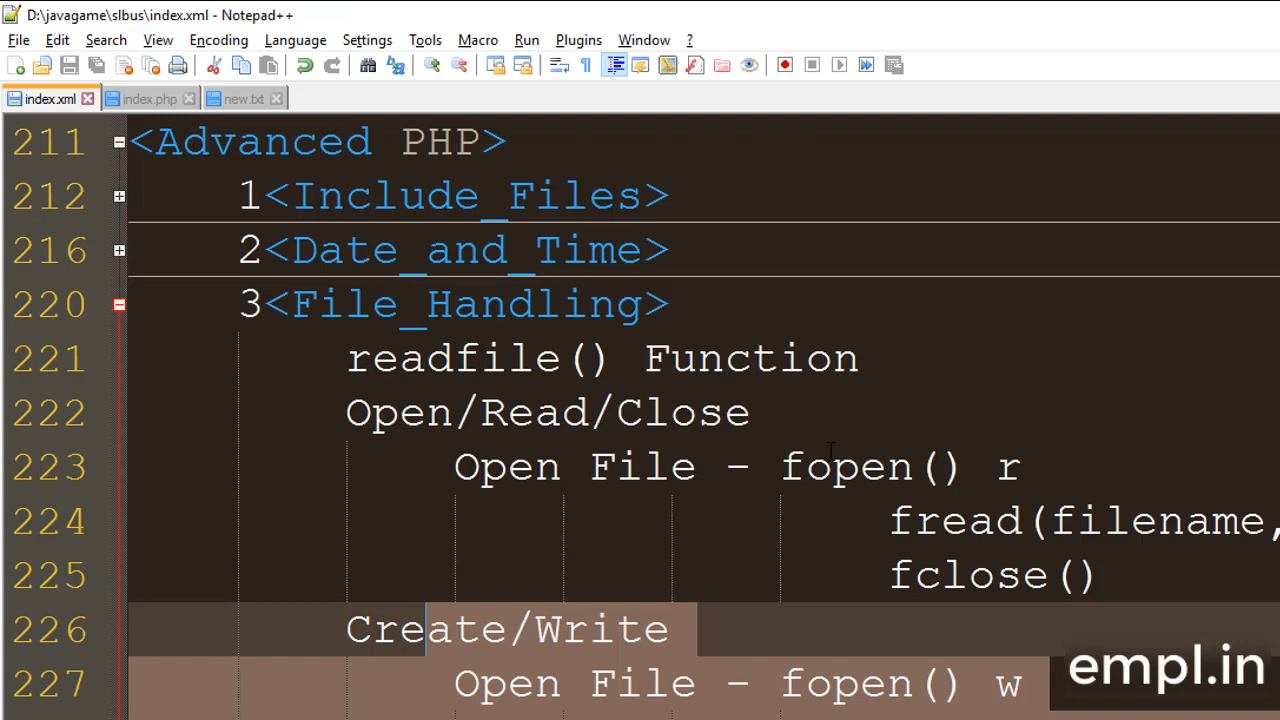 D:\javagame\slbus\index.xml - Notepad++
File Edit Search View Encoding Language Settings Tools Macro Run Plugins Window ?
index.xml index.php new.txt
211 <Advanced PHP>
212 1<Include_Files>
216 2<Date_and_Time>
220 3<File_Handling>
221 readfile() Function
222 Open/Read/Close
223 Open File - fopen() r
224 fread(filename,
225 fclose()
226 Create/Write
227 Open File - fopen() w
empl.in